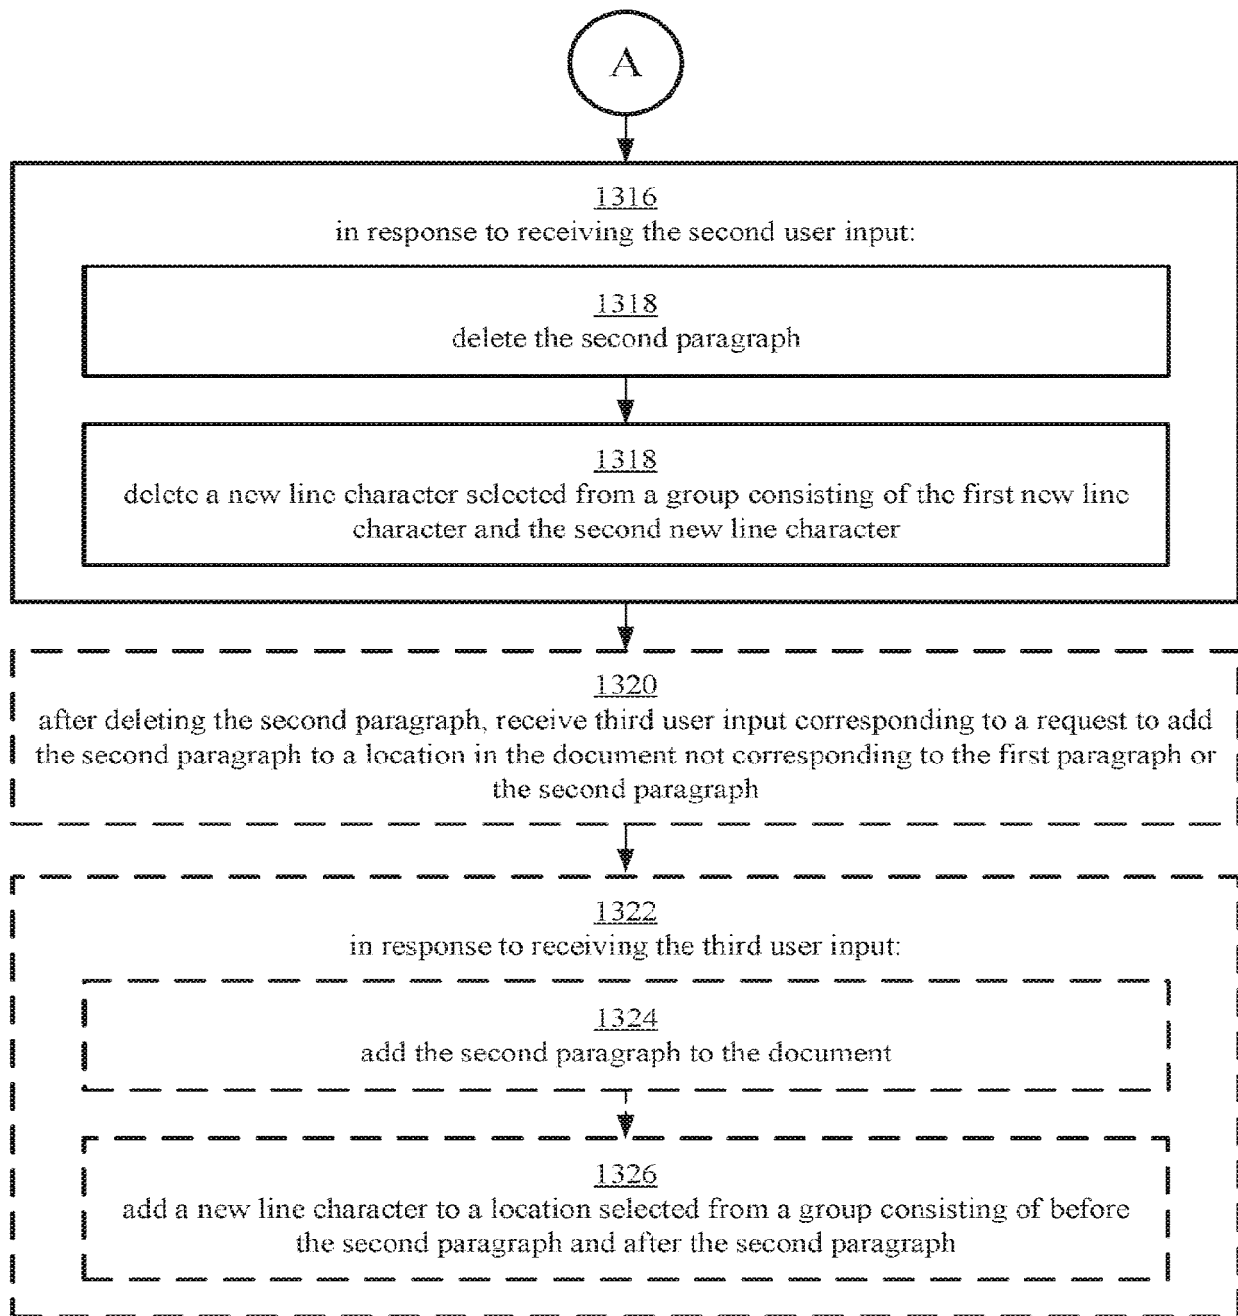 A
1316
in response to receiving the second user input:
1318
delete the second paragraph
1318
delete a new line character selected from a group consisting of the first new line
character and the second new line character
1320
after deleting the second paragraph, receive third user input corresponding to a request to add
the second paragraph to a location in the document not corresponding to the first paragraph or
the second paragraph
1322
in response to receiving the third user input:
1324
add the second paragraph to the document
1326
add a new line character to a location selected from a group consisting of before
the second paragraph and after the second paragraph